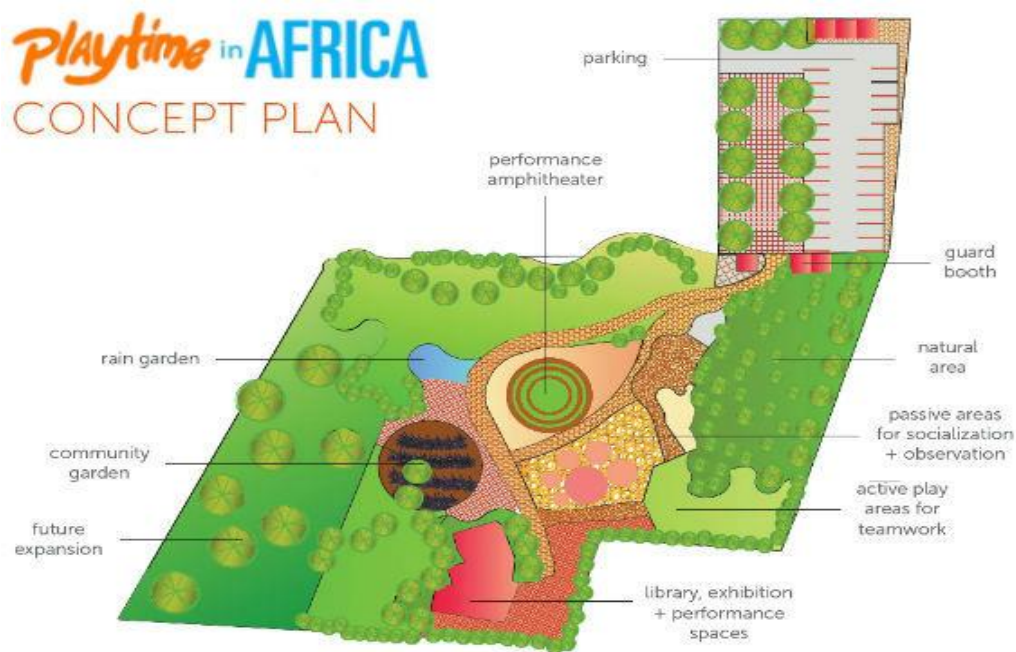 Playtime in AFRICA
CONCEPT PLAN
parking
performance
amphitheater
guard
booth
rain garden
natural
area
passive areas
for socialization
+ observation
community
garden
active play
areas for
teamwork
future
expansion
library, exhibition
+ performance
spaces